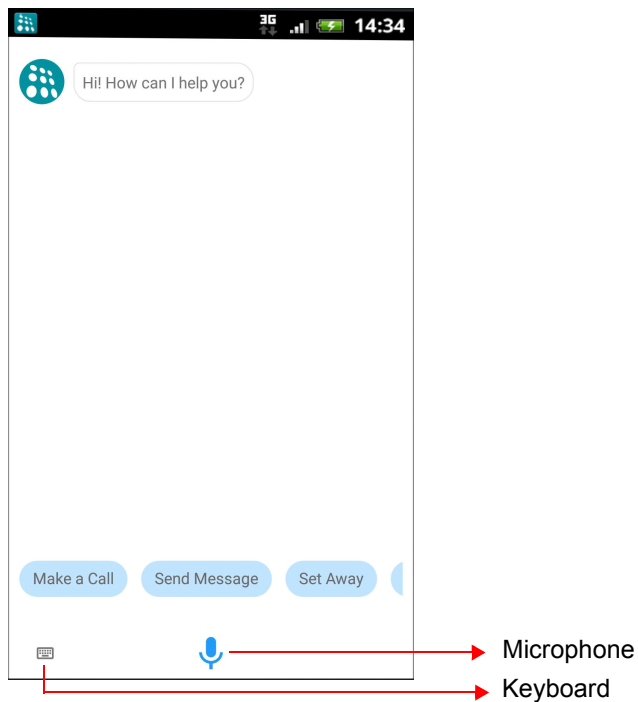 3G
14:34
Hi! How can I help you?
Make a Call Send Message Set Away
Microphone
Keyboard